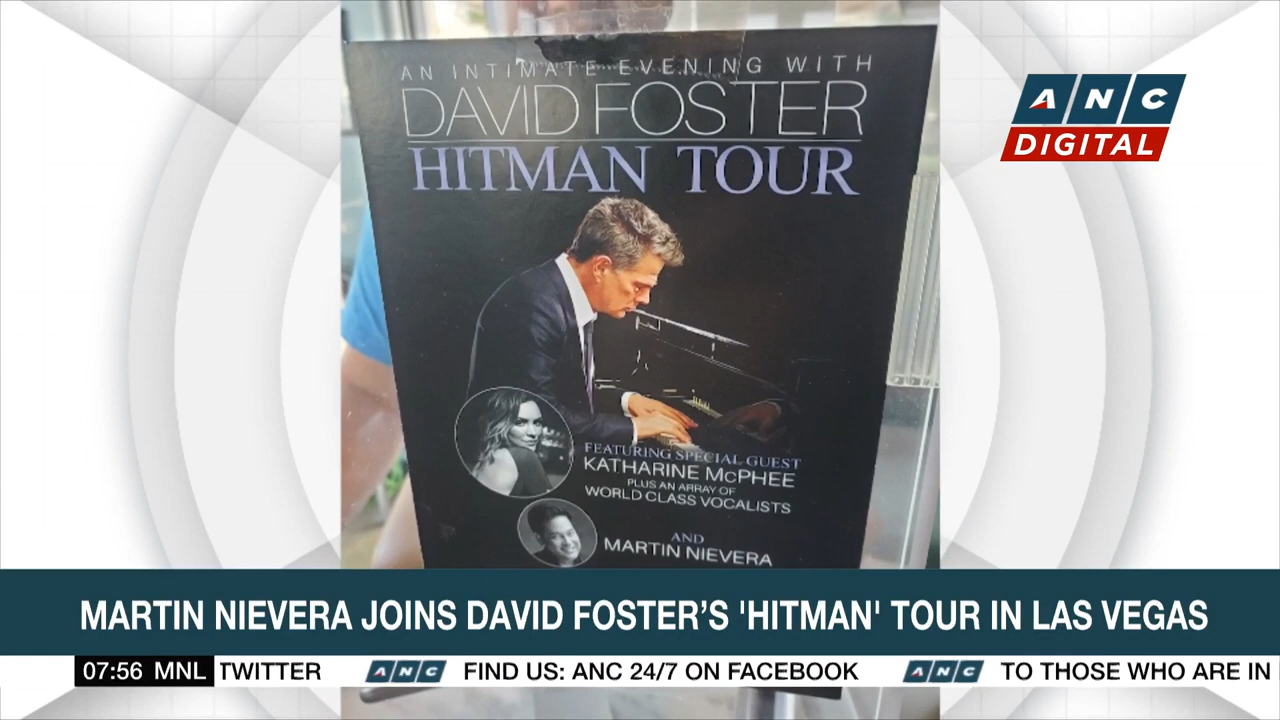 AN INTIMATE EVENING WITH
DAVID FOSTER
HITMAN TOUR
FEATURING SPECIAL GUEST
KATHARINE McPHEE
PLUS AN ARRAY OF
WORLD CLASS VOCALISTS
AND
MARTIN NIEVERA
ANC
DIGITAL
MARTIN NIEVERA JOINS DAVID FOSTER’S 'HITMAN' TOUR IN LAS VEGAS
07:56 MNL TWITTER ANC FIND US: ANC 24/7 ON FACEBOOK ANC TO THOSE WHO ARE IN